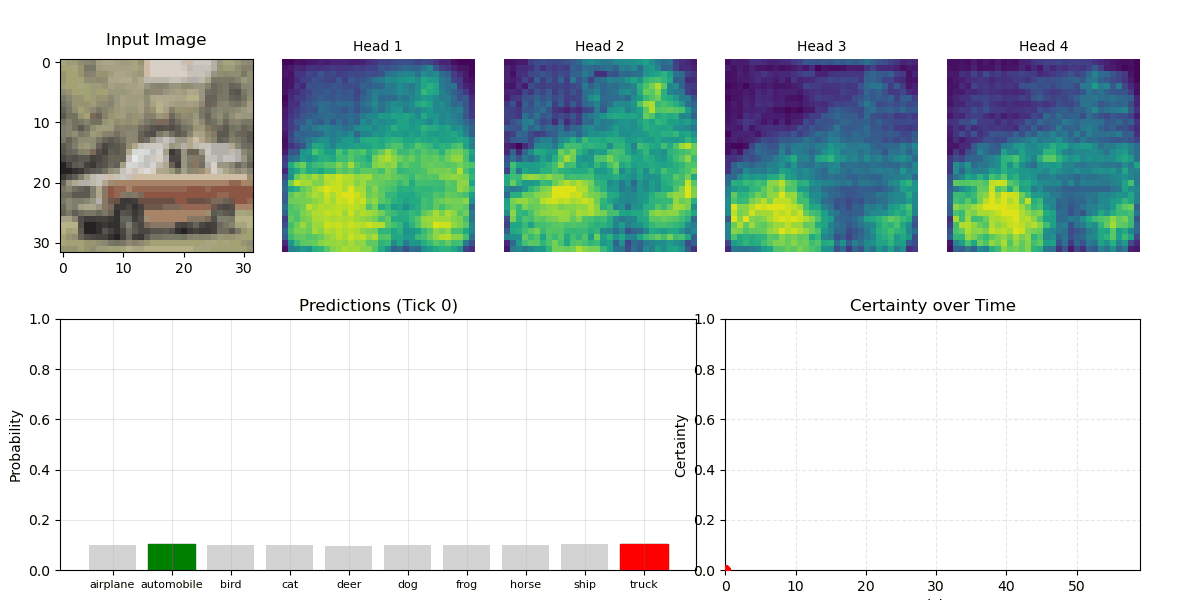 Input Image
Head 1
Head 2
Head 3
Head 4
0
10
20
30
0
10
20
30
Predictions (Tick 0)
Certainty over Time
1.0
0.8
0.6
0.4
0.2
0.0
Probability
airplane automobile bird cat deer dog frog horse ship truck
1.0
0.8
0.6
0.4
0.2
0.0
Certainty
0 10 20 30 40 50